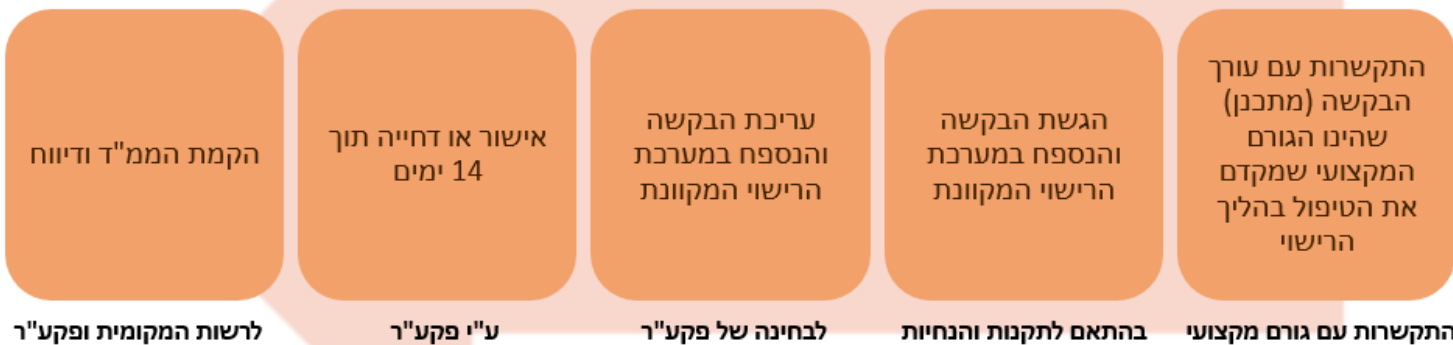 התקשרות עם עורך
הבקשה (מתכנן)
שהינו הגורם
המקצועי שמקדם
את הטיפול בהליך
הרישוי
התקשרות עם גורם מקצועי
הגשת הבקשה
והנספח במערכת
הרישוי המקוונת
בהתאם לתקנות והנחיות
עריכת הבקשה
והנספח במערכת
הרישוי המקוונת
לבחינה של פקע"ר
אישור או דחייה תוך
14 ימים
ע"י פקע"ר
הקמת הממ"ד ודיווח
לרשות המקומית ופקע"ר